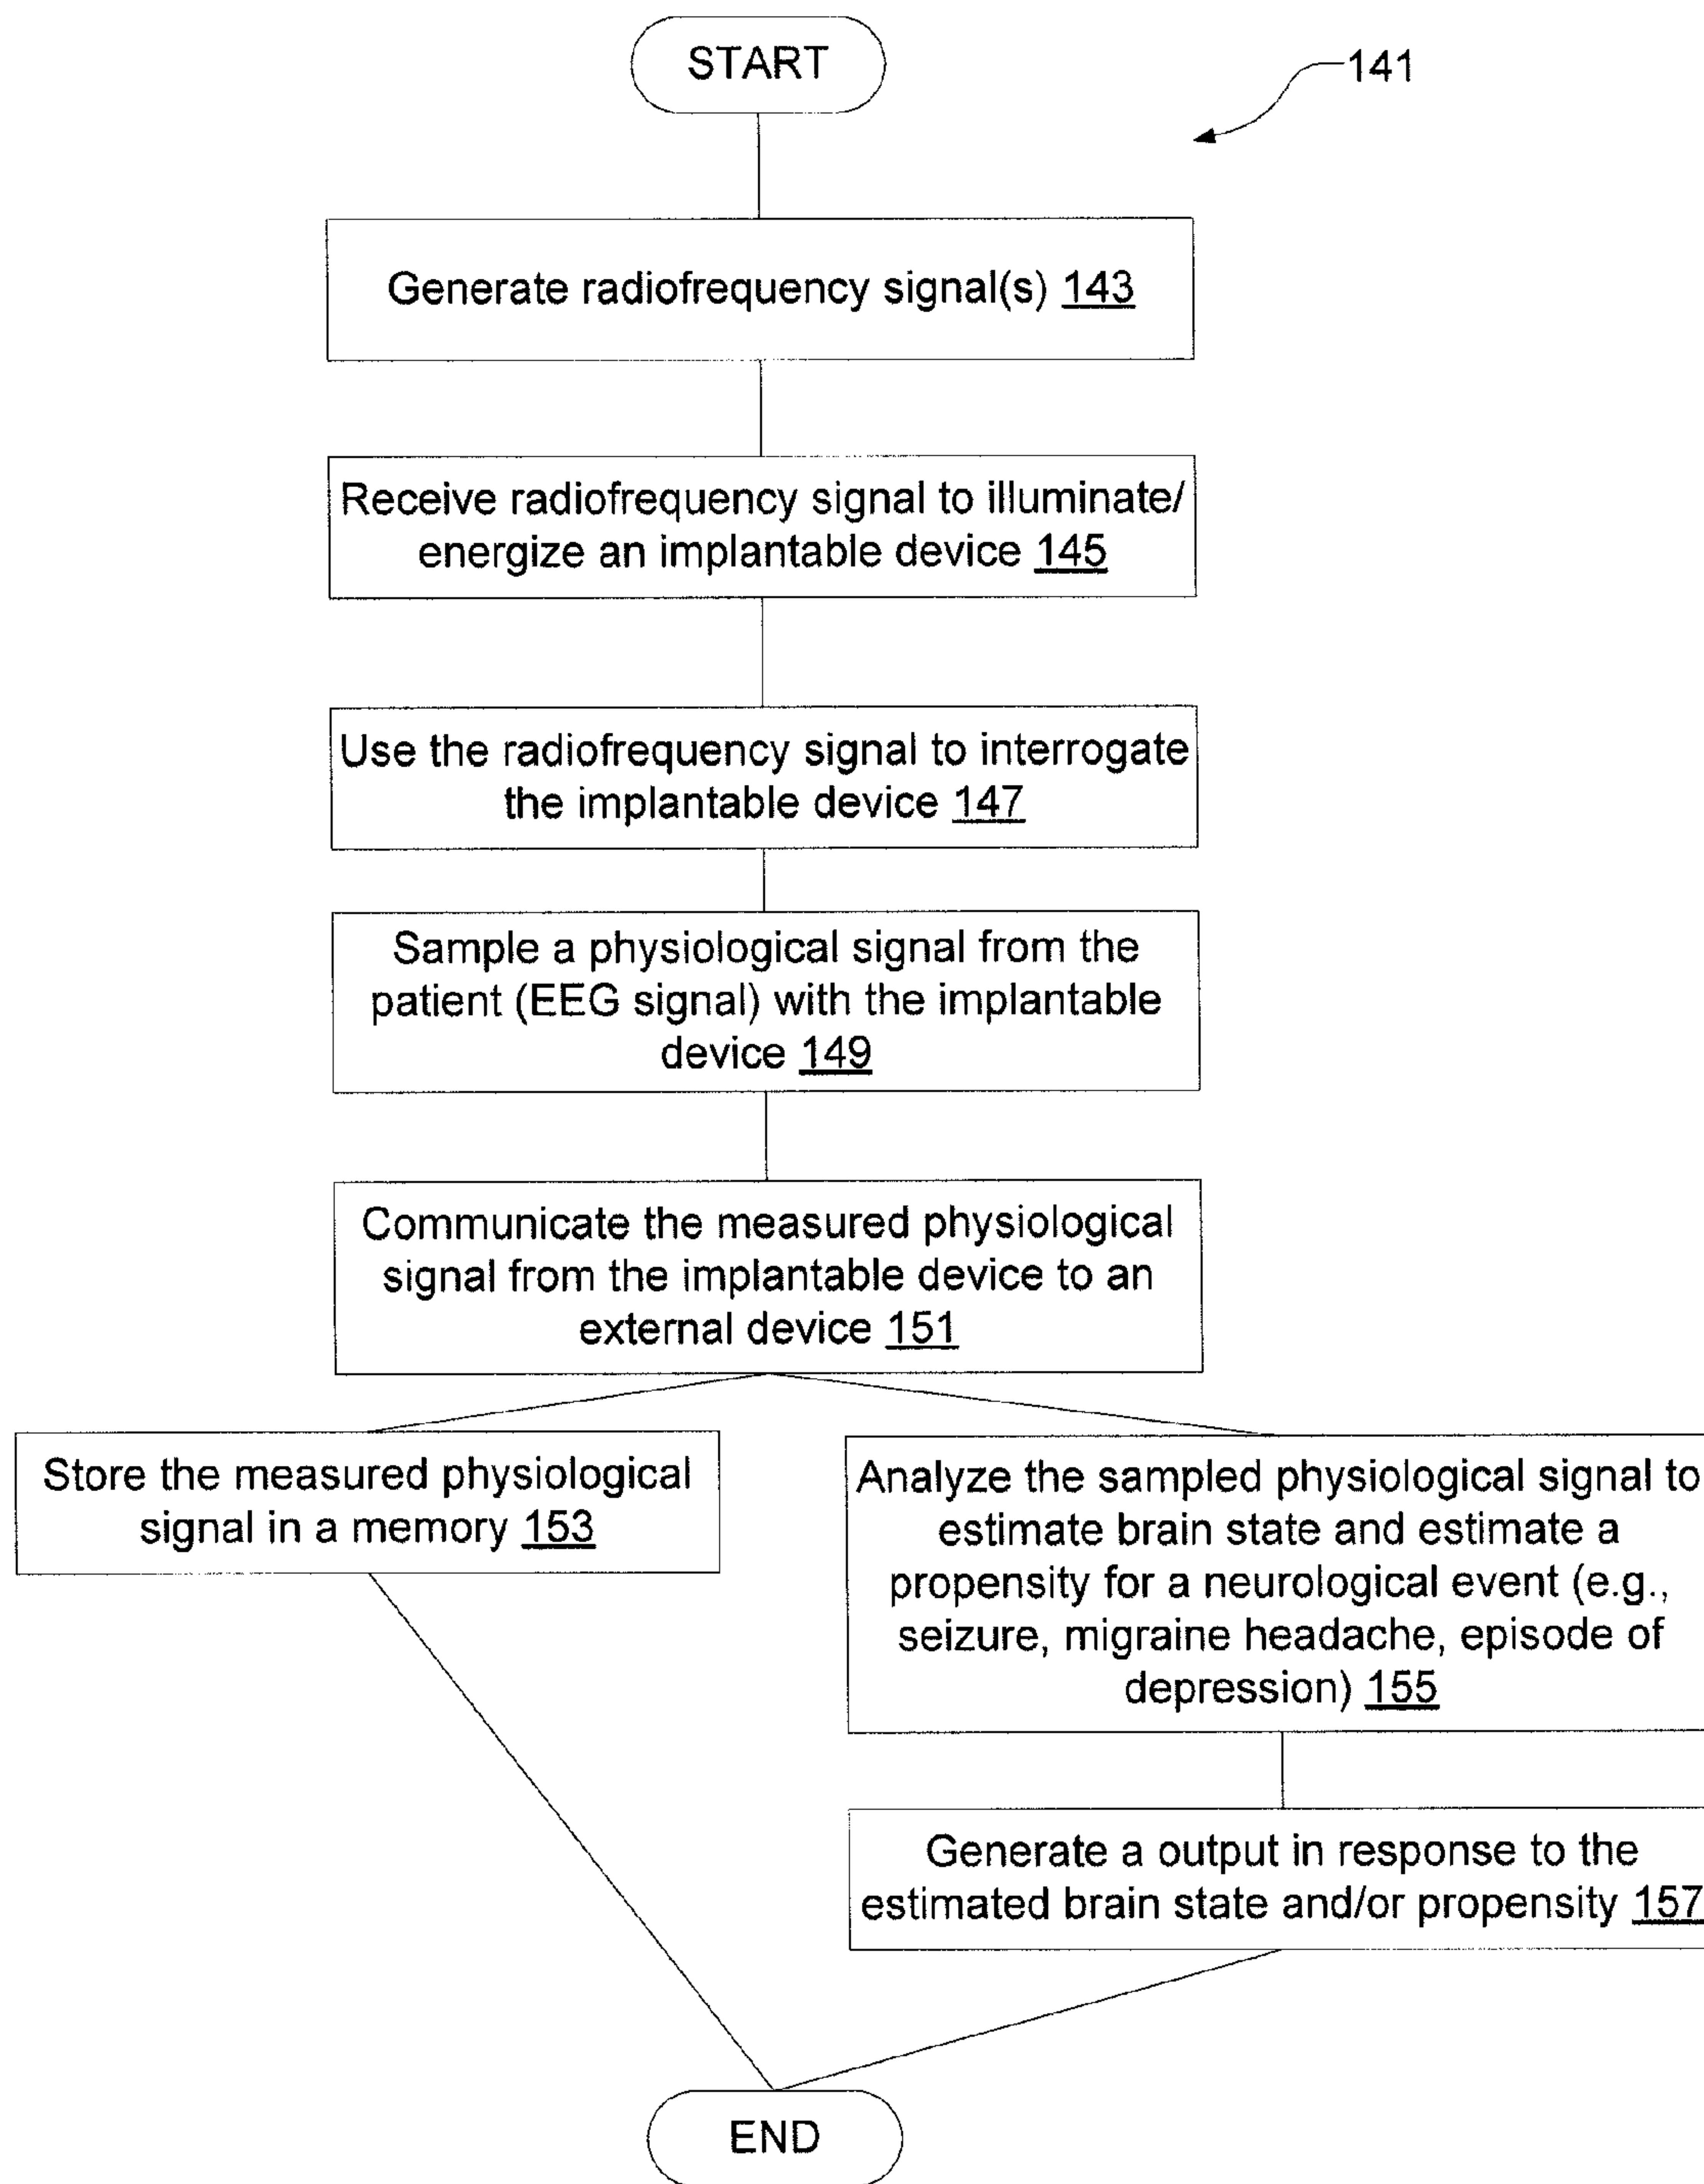 START
141
Generate radiofrequency signal(s) 143
Receive radiofrequency signal to illuminate/
energize an implantable device 145
Use the radiofrequency signal to interrogate
the implantable device 147
Sample a physiological signal from the
patient (EEG signal) with the implantable
device 149
Communicate the measured physiological
signal from the implantable device to an
external device 151
Store the measured physiological
signal in a memory 153
Analyze the sampled physiological signal to
estimate brain state and estimate a
propensity for a neurological event (e.g.,
seizure, migraine headache, episode of
depression) 155
Generate a output in response to the
estimated brain state and/or propensity 157
END